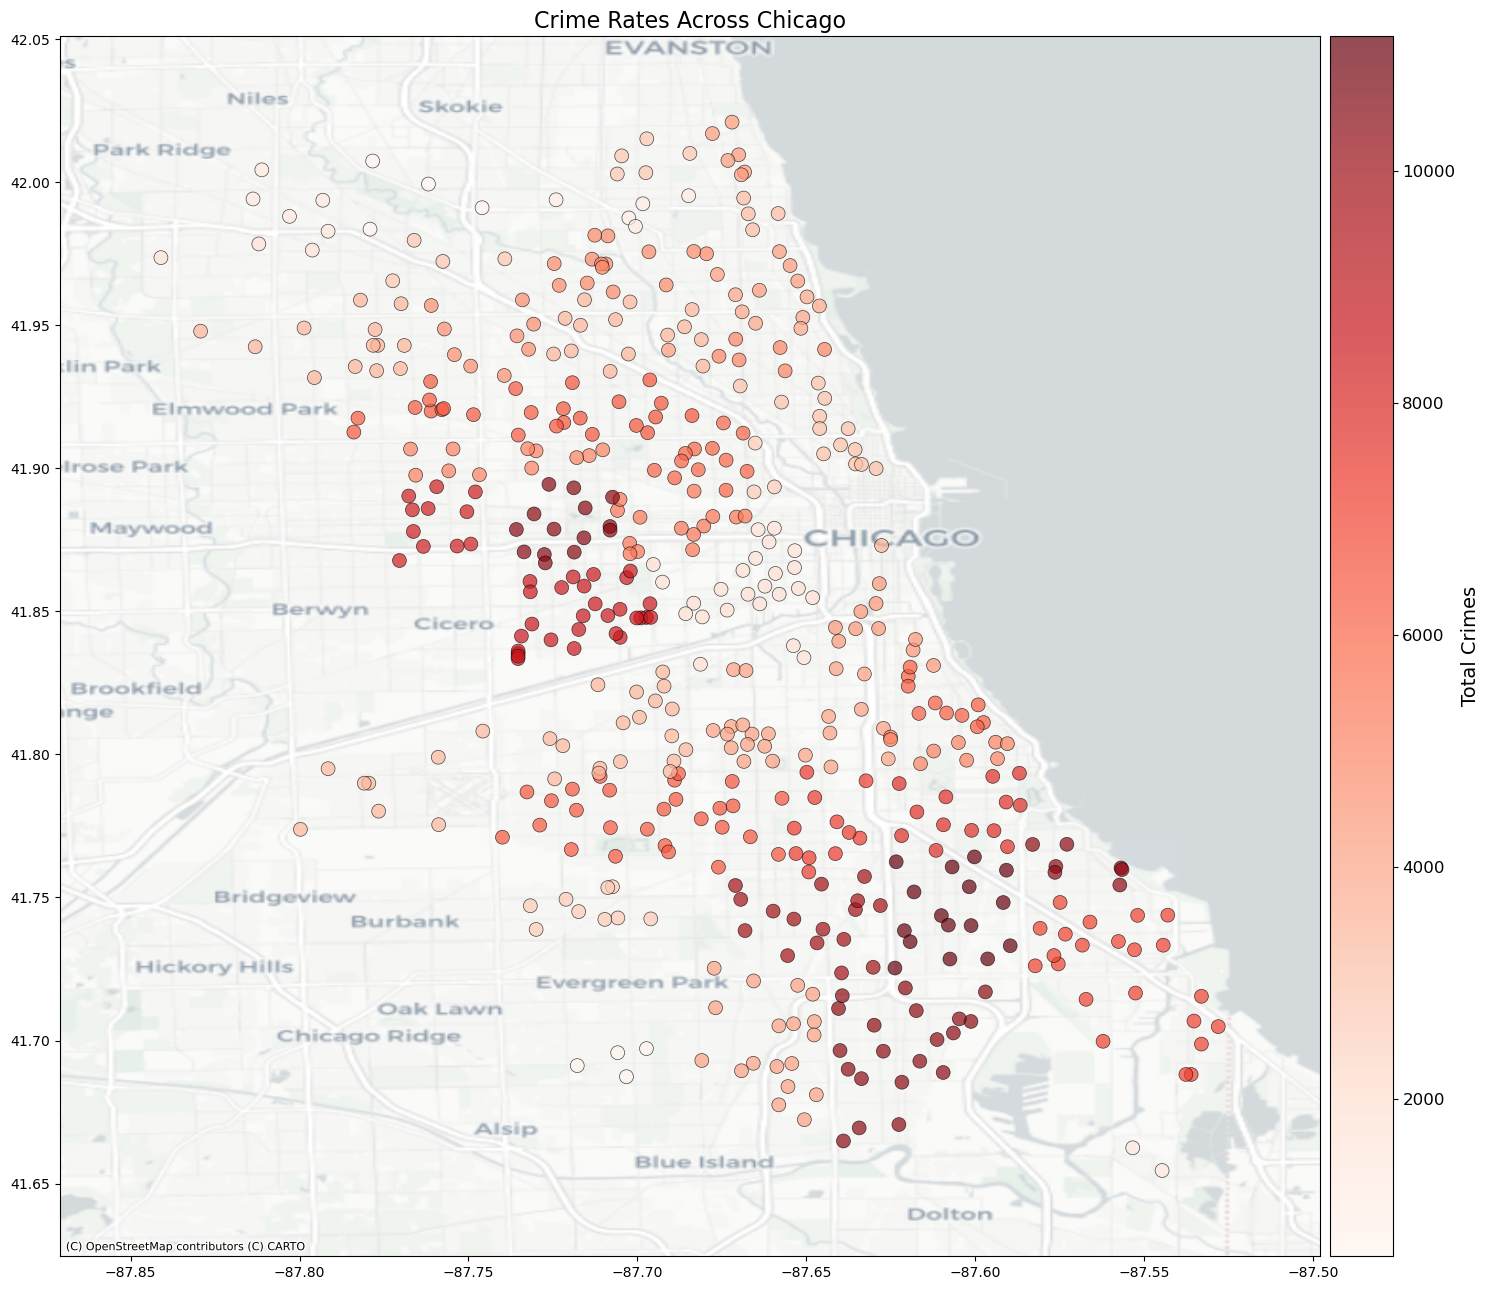 Crime Rates Across Chicago
42.05
EVANSTON
Niles
Skokie
Park Ridge
42.00
41.95
klin Park
Elmwood Park
41.90
lrose Park
10000
8000
Maywood
CHICAGO
41.85
Berwyn
Cicero
6000
Total Crimes
Brookfield
ange
41.80
4000
41.75
Bridgeview
Burbank
Hickory Hills
Evergreen Park
Oak Lawn
41.70
Chicago Ridge
2000
Alsip
Blue Island
41.65
Dolton
(C) OpenStreetMap contributors (C) CARTO
−87.85
−87.80
−87.75
−87.70
−87.65
−87.60
−87.55
−87.50